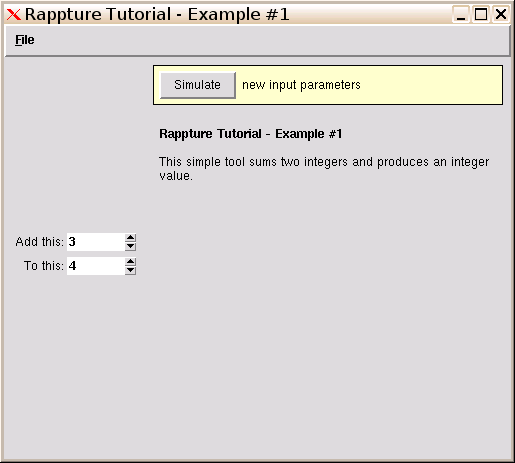 Rappture Tutorial - Example #1
File
Simulate new input parameters
Rappture Tutorial - Example #1
This simple tool sums two integers and produces an integer
value.
Add this: 3
To this: 4